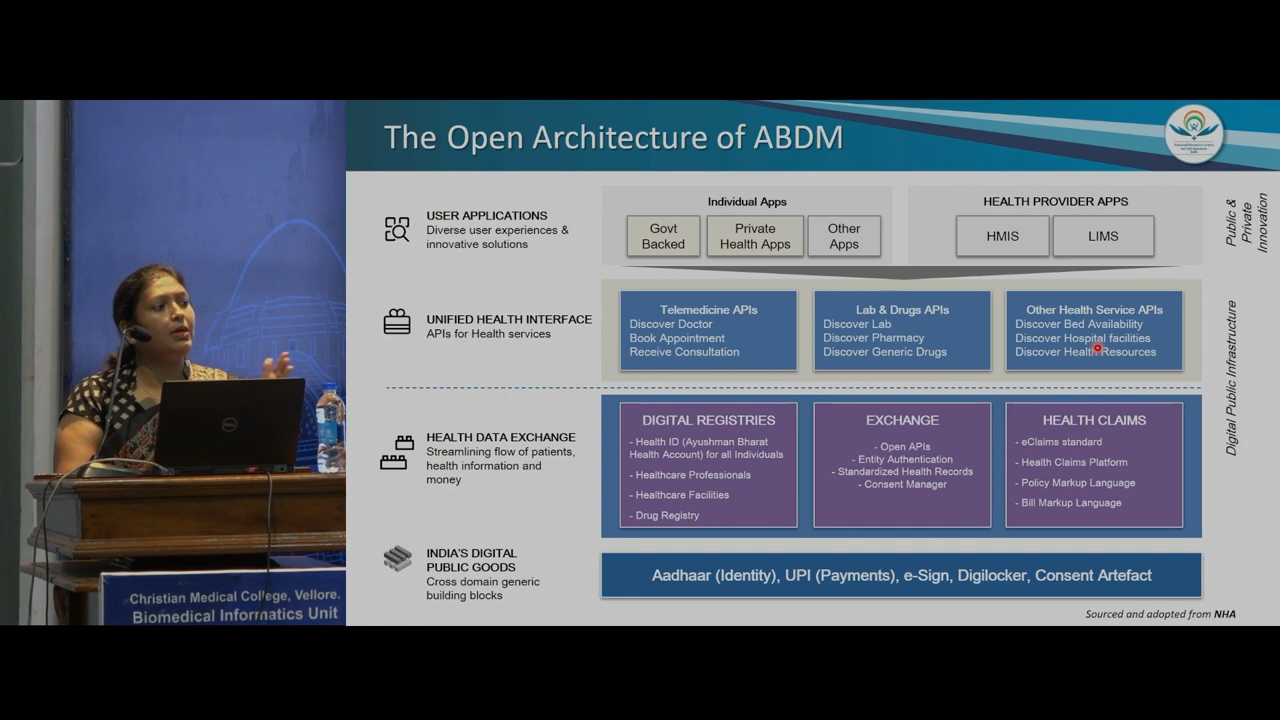 The Open Architecture of ABDM
USER APPLICATIONS
Diverse user experiences &
innovative solutions
Individual Apps
Govt
Backed
Private
Health Apps
Other
Apps
HEALTH PROVIDER APPS
HMIS
LIMS
Public &
Private
Innovation
UNIFIED HEALTH INTERFACE
APIs for Health services
Telemedicine APIs
Discover Doctor
Book Appointment
Receive Consultation
Lab & Drugs APIs
Discover Lab
Discover Pharmacy
Discover Generic Drugs
Other Health Service APIs
Discover Bed Availability
Discover Hospital facilities
Discover Health Resources
Digital Public Infrastructure
HEALTH DATA EXCHANGE
Streamlining flow of patients,
health information and
money
DIGITAL REGISTRIES
- Health ID (Ayushman Bharat
Health Account) for all Individuals
- Healthcare Professionals
- Healthcare Facilities
- Drug Registry
EXCHANGE
- Open APIs
- Entity Authentication
- Standardized Health Records
- Consent Manager
HEALTH CLAIMS
- eClaims standard
- Health Claims Platform
- Policy Markup Language
- Bill Markup Language
INDIA'S DIGITAL
PUBLIC GOODS
Cross domain generic
building blocks
Aadhaar (Identity), UPI (Payments), e-Sign, Digilocker, Consent Artefact
Sourced and adopted from NHA
DELL
Christian Medical College, Vellore.
Biomedical Informatics Unit